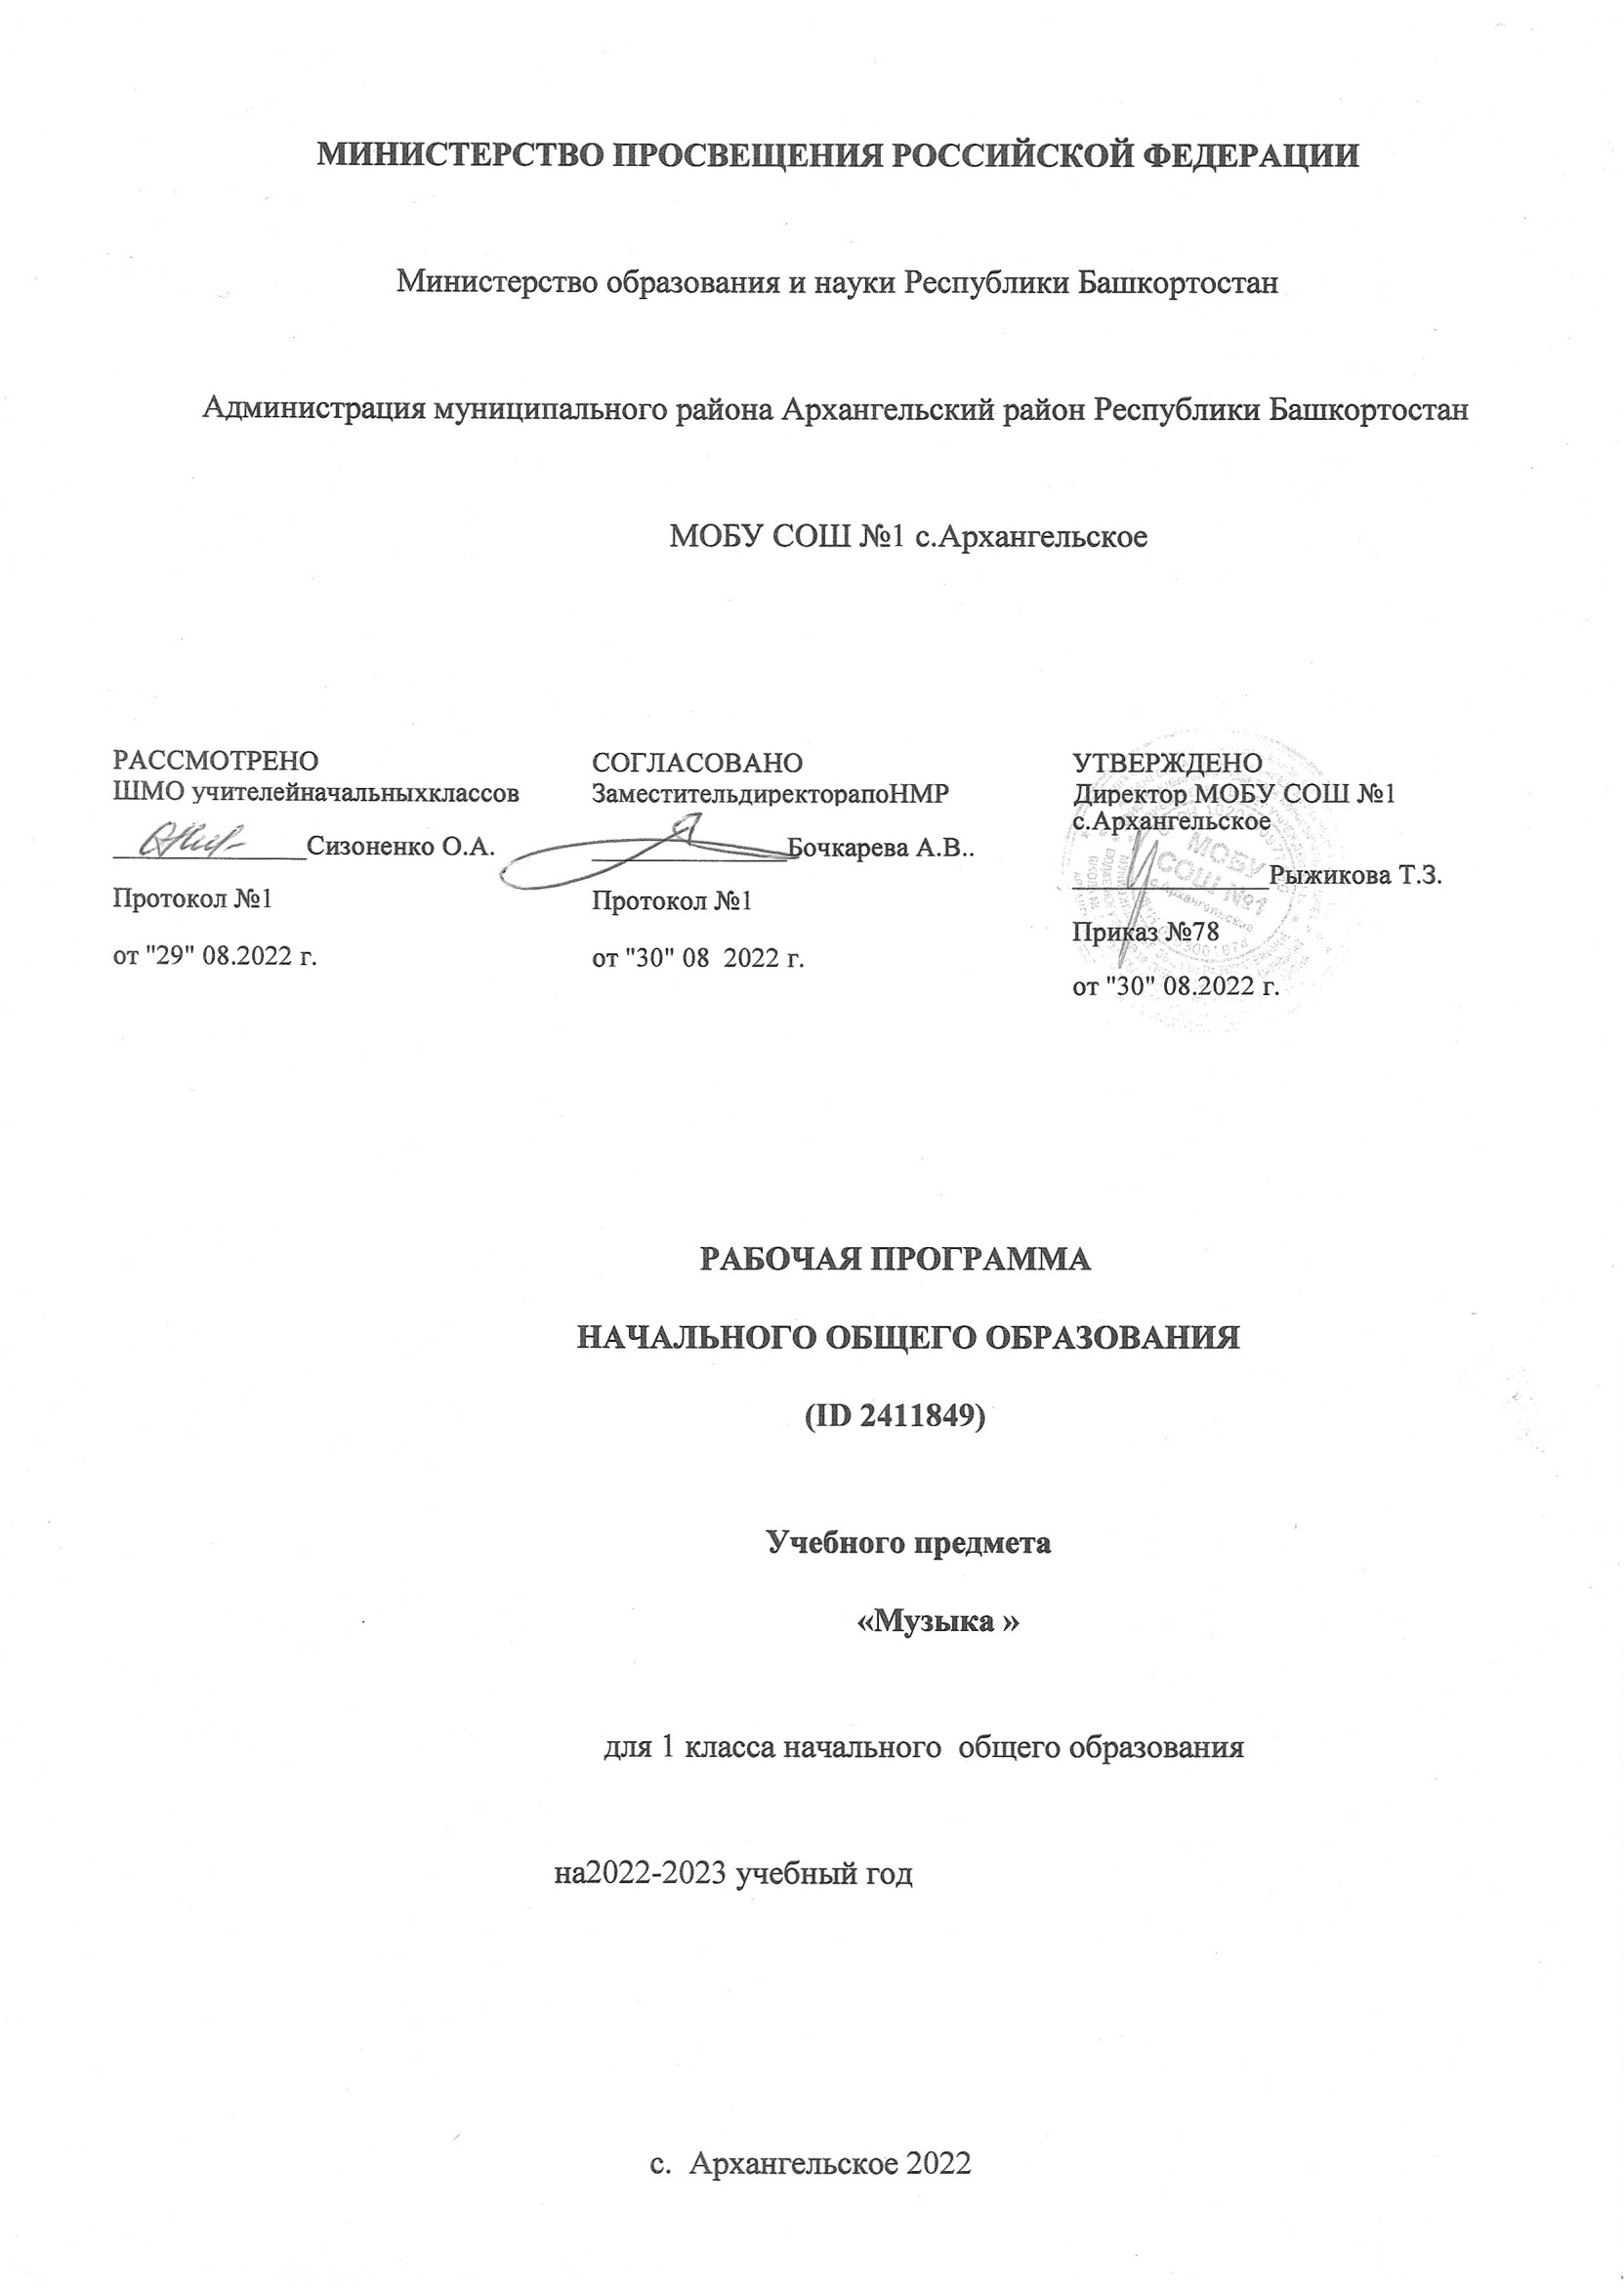 МИНИСТЕРСТВО ПРОСВЕЩЕНИЯ РОССИЙСКОЙ ФЕДЕРАЦИИ
Министерство образования и науки Республики Башкортостан
Администрация муниципального района Архангельский район Республики Башкортостан
МОБУ СОШ №1 с.Архангельское
РАССМОТРЕНО
ШМО учителейначальныхклассов
Сизоненко О.А.
Протокол №1
от "29" 08.2022 г.
СОГЛАСОВАНО
ЗаместительдиректорапоНМР
Бочкарева А.В..
Протокол №1
от "30" 08  2022 г.
УТВЕРЖДЕНО
Директор МОБУ СОШ №1
с.Архангельское
Рыжикова Т.З.
Приказ №78
от "30" 08.2022 г.
МОБУ
СОШ №1
РАБОЧАЯ ПРОГРАММА
НАЧАЛЬНОГО ОБЩЕГО ОБРАЗОВАНИЯ
(ID 2411849)
Учебного предмета
«Музыка »
для 1 класса начального  общего образования
на2022-2023 учебный год
с.  Архангельское 2022